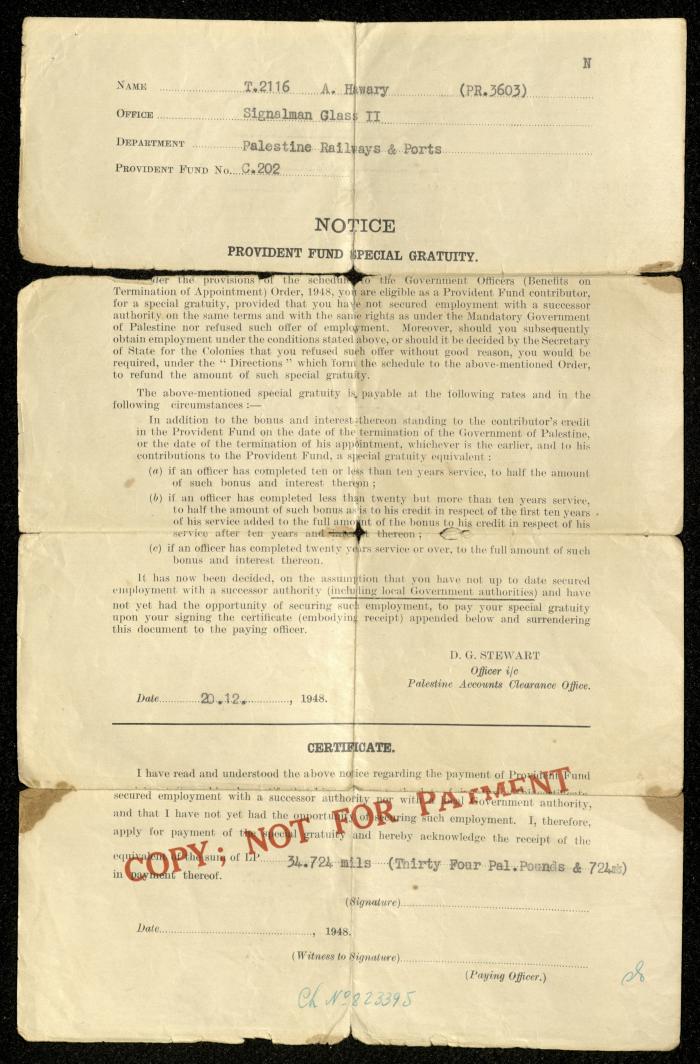 N
NAME T.2116 A. Hawary (PR.3603)
OFFICE Signalman Glass II
DEPARTMENT Palestine Railways & Ports
PROVIDENT FUND No. C.202
NOTICE
PROVIDENT FUND SPECIAL GRATUITY.
the provisions of the schedule to the Government Officers (Benefits on
Termination of Appointment) Order, 1948, you are eligible as a Provident Fund contributor,
for a special gratuity, provided that you have not secured employment with a successor
authority on the same terms and with the same rights as under the Mandatory Government
of Palestine nor refused such offer of employment. Moreover, should you subsequently
obtain employment under the conditions stated above, or should it be decided by the Secretary
of State for the Colonies that you refused such offer without good reason, you would be
required, under the “ Directions ” which form the schedule to the above-mentioned Order,
to refund the amount of such special gratuity.
The above-mentioned special gratuity is payable at the following rates and in the
following circumstances :—
In addition to the bonus and interest thereon standing to the contributor's credit
in the Provident Fund on the date of the termination of the Government of Palestine,
or the date of the termination of his appointment, whichever is the earlier, and to his
contributions to the Provident Fund, a special gratuity equivalent :
(a) if an officer has completed ten or less than ten years service, to half the amount
of such bonus and interest thereon ;
(b) if an officer has completed less than twenty but more than ten years service,
to half the amount of such bonus as is to his credit in respect of the first ten years
of his service added to the full amount of the bonus to his credit in respect of his
service after ten years and interest thereon ;
(c) if an officer has completed twenty years service or over, to the full amount of such
bonus and interest thereon.
It has now been decided, on the assumption that you have not up to date secured
employment with a successor authority (including local Government authorities) and have
not yet had the opportunity of securing such employment, to pay your special gratuity
upon your signing the certificate (embodying receipt) appended below and surrendering
this document to the paying officer.
D. G. STEWART
Officer i/c
Palestine Accounts Clearance Office.
Date 20.12. , 1948.
CERTIFICATE.
I have read and understood the above notice regarding the payment of Provident Fund
secured employment with a successor authority nor with Government authority,
and that I have not yet had the opportunity of securing such employment. I, therefore,
apply for payment of the special gratuity and hereby acknowledge the receipt of the
equivalent of the sum of LP. 34.724 mils (Thirty Four Pal.Pounds & 724)
in payment thereof.
COPY; NOT FOR PAYMENT
(Signature)
Date , 1948.
(Witness to Signature)
(Paying Officer.)
Ch Nº 823395